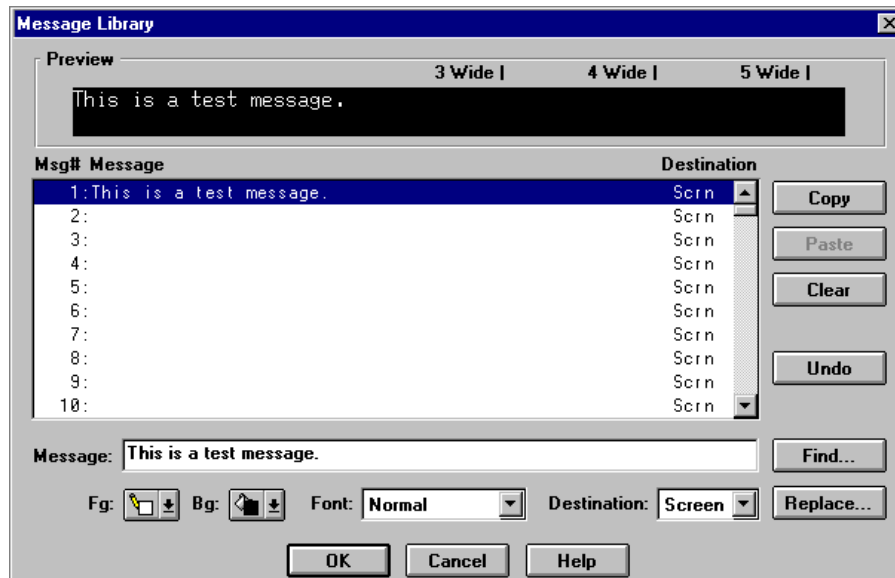 Message Library
Preview
3 Wide | 4 Wide | 5 Wide |
This is a test message.
Msg# Message Destination
1:This is a test message. Scrn
2: Scrn
3: Scrn
4: Scrn
5: Scrn
6: Scrn
7: Scrn
8: Scrn
9: Scrn
10: Scrn
Copy
Paste
Clear
Undo
Message: This is a test message. Find...
Fg: Bg: Font: Normal Destination: Screen Replace...
OK Cancel Help